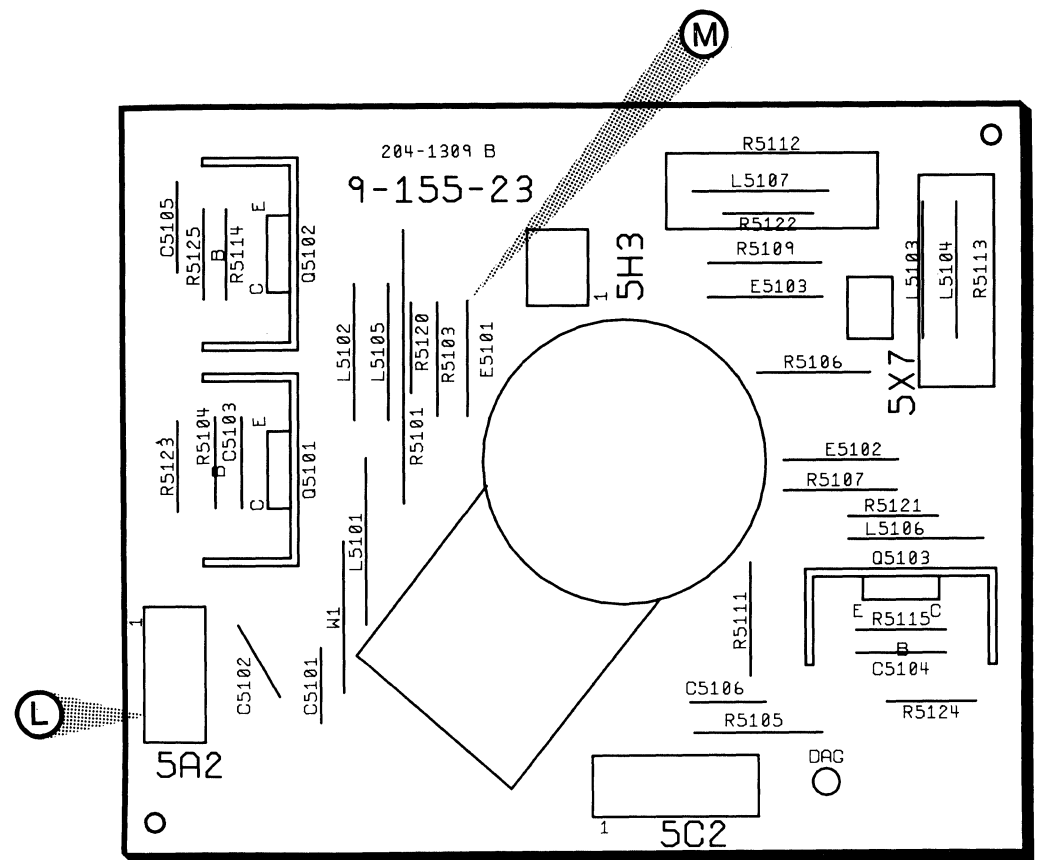 M
204-1309 B
9-155-23
R5112
L5107
R5122
R5109
E5103
5H3
1
L5103
L5104
R5113
5X7
R5106
C5105
R5125
B
R5114
E
C
Q5102
L5102
L5105
R5120
R5103
E5101
R5101
R5123
R5104
B
C5103
E
C
Q5101
E5102
R5107
R5121
L5106
Q5103
E
C
R5115
B
C5104
R5124
L5101
W1
R5111
1
L
5A2
C5102
C5101
C5106
R5105
DAG
1
5C2